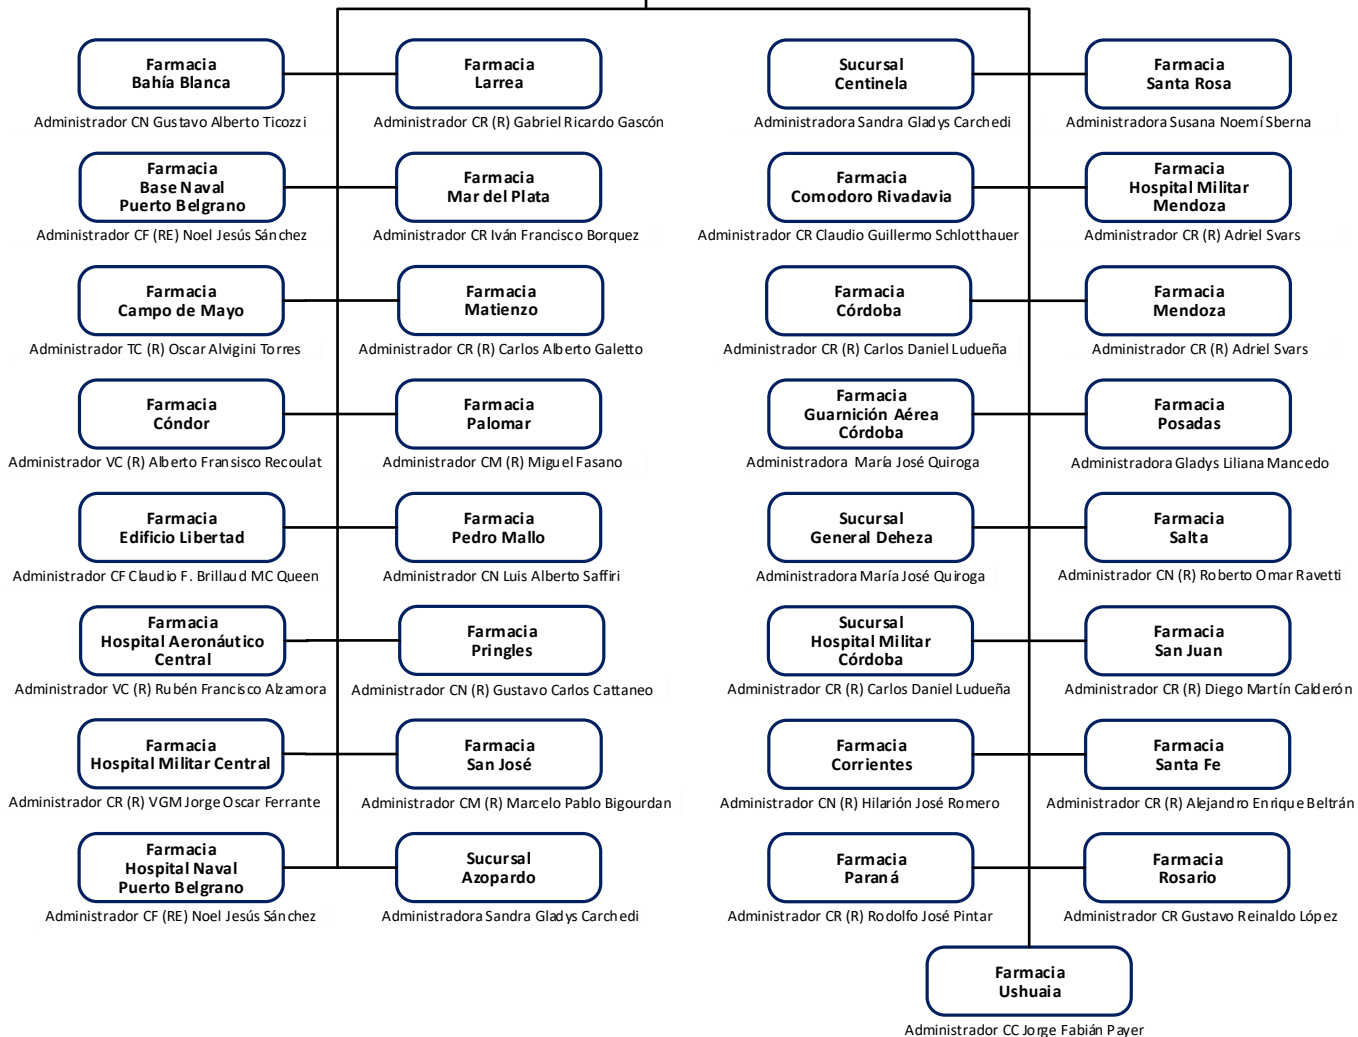 Farmacia
Bahía Blanca
Administrador CN Gustavo Alberto Ticozzi
Farmacia
Larrea
Administrador CR (R) Gabriel Ricardo Gascón
Sucursal
Centinela
Administradora Sandra Gladys Carchedi
Farmacia
Santa Rosa
Administradora Susana Noemí Sberna
Farmacia
Base Naval
Puerto Belgrano
Administrador CF (RE) Noel Jesús Sánchez
Farmacia
Mar del Plata
Administrador CR Iván Francisco Borquez
Farmacia
Comodoro Rivadavia
Administrador CR Claudio Guillermo Schlotthauer
Farmacia
Hospital Militar
Mendoza
Administrador CR (R) Adriel Svars
Farmacia
Campo de Mayo
Administrador TC (R) Oscar Alvigini Torres
Farmacia
Matienzo
Administrador CR (R) Carlos Alberto Galetto
Farmacia
Córdoba
Administrador CR (R) Carlos Daniel Ludueña
Farmacia
Mendoza
Administrador CR (R) Adriel Svars
Farmacia
Cóndor
Administrador VC (R) Alberto Fransisco Recoulat
Farmacia
Palomar
Administrador CM (R) Miguel Fasano
Farmacia
Guarnición Aérea
Córdoba
Administradora María José Quiroga
Farmacia
Posadas
Administradora Gladys Liliana Mancedo
Farmacia
Edificio Libertad
Administrador CF Claudio F. Brillaud MC Queen
Farmacia
Pedro Mallo
Administrador CN Luis Alberto Saffiri
Sucursal
General Deheza
Administradora María José Quiroga
Farmacia
Salta
Administrador CN (R) Roberto Omar Ravetti
Farmacia
Hospital Aeronáutico
Central
Administrador VC (R) Rubén Francisco Alzamora
Farmacia
Pringles
Administrador CN (R) Gustavo Carlos Cattaneo
Sucursal
Hospital Militar
Córdoba
Administrador CR (R) Carlos Daniel Ludueña
Farmacia
San Juan
Administrador CR (R) Diego Martín Calderón
Farmacia
Hospital Militar Central
Administrador CR (R) VGM Jorge Oscar Ferrante
Farmacia
San José
Administrador CM (R) Marcelo Pablo Bigourdan
Farmacia
Corrientes
Administrador CN (R) Hilarión José Romero
Farmacia
Santa Fe
Administrador CR (R) Alejandro Enrique Beltrán
Farmacia
Hospital Naval
Puerto Belgrano
Administrador CF (RE) Noel Jesús Sánchez
Sucursal
Azopardo
Administradora Sandra Gladys Carchedi
Farmacia
Paraná
Administrador CR (R) Rodolfo José Pintar
Farmacia
Rosario
Administrador CR Gustavo Reinaldo López
Farmacia
Ushuaia
Administrador CC Jorge Fabián Payer